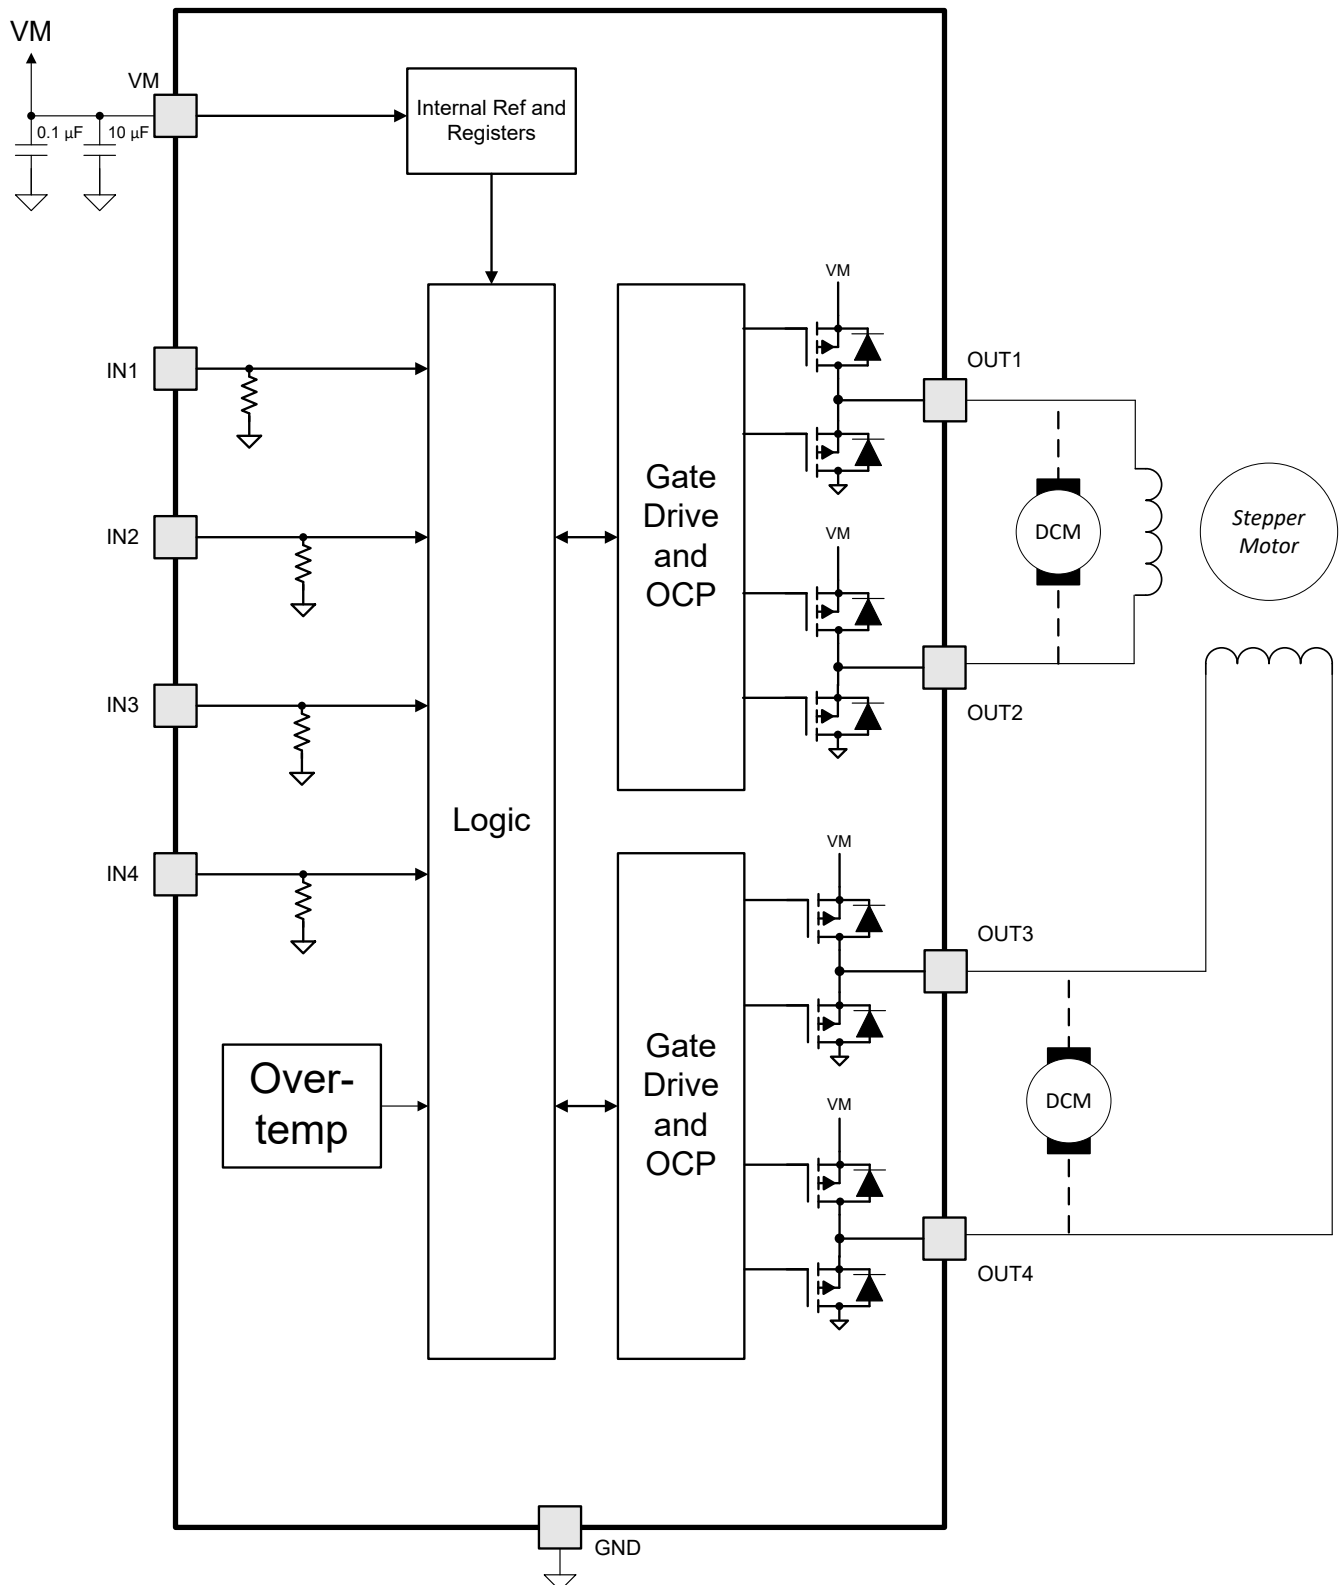 VM
VM
0.1 µF
10 µF
Internal Ref and
Registers
IN1
IN2
IN3
IN4
Logic
Over-
temp
Gate
Drive
and
OCP
VM
VM
OUT1
OUT2
DCM
Stepper
Motor
Gate
Drive
and
OCP
VM
VM
OUT3
OUT4
DCM
GND